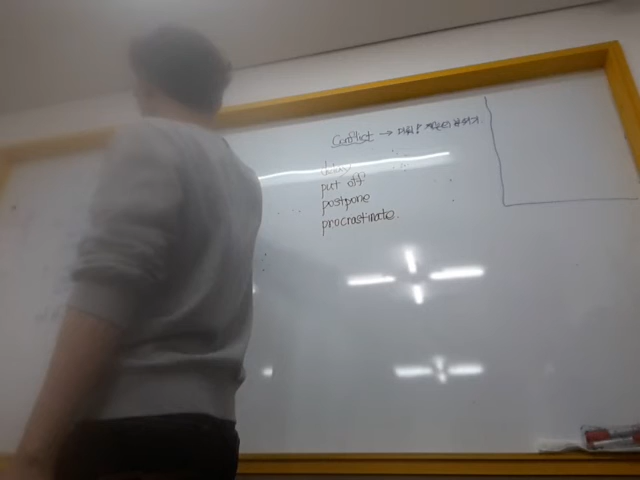 Conflict →
delay
put off
postpone
procrastinate.